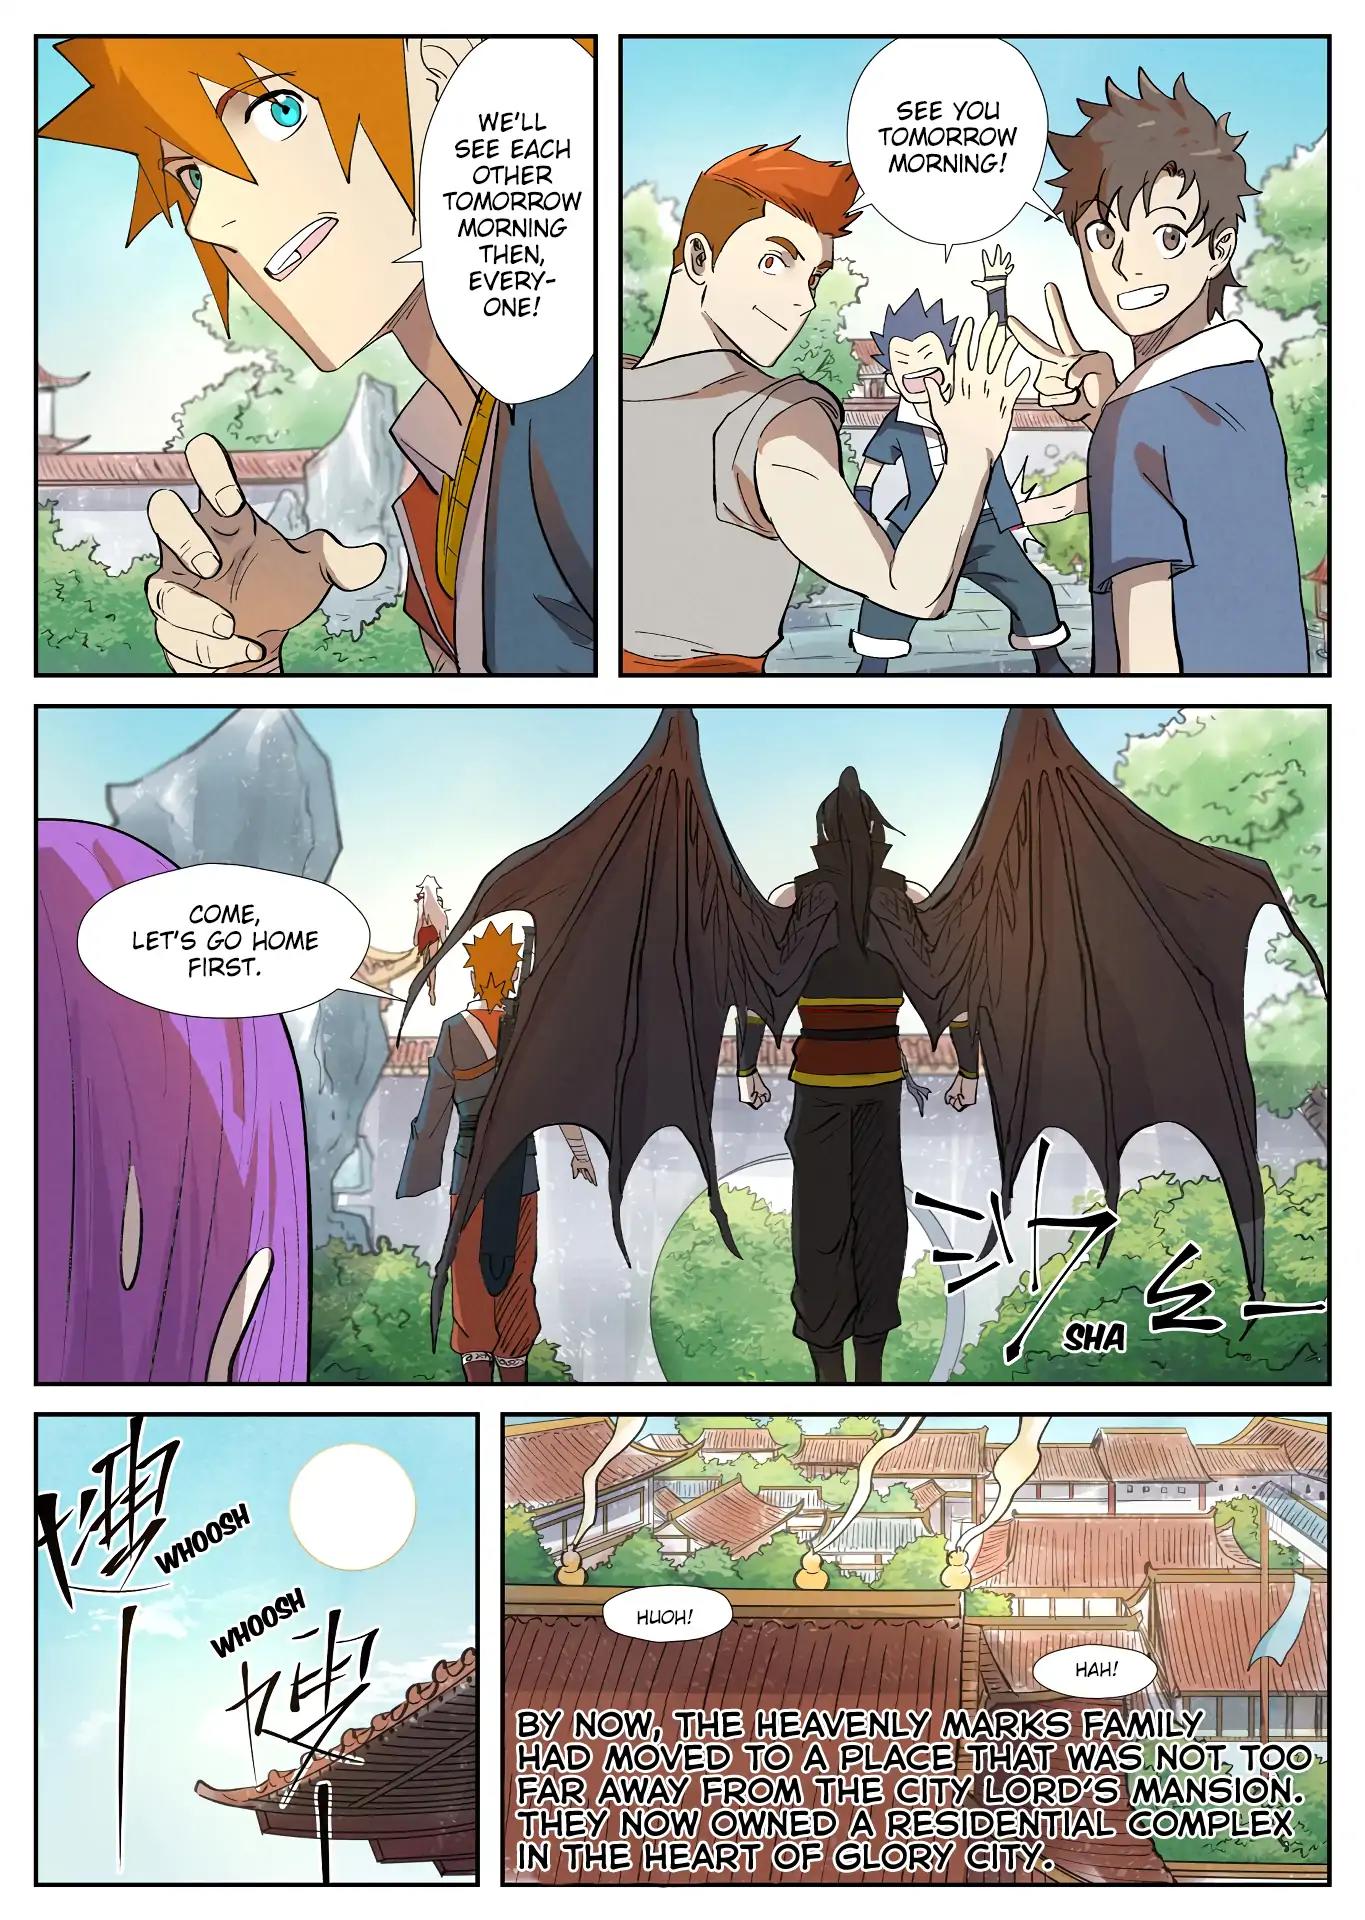 WE'LL
SEE EACH
OTHER
TOMORROW
MORNING
THEN,
EVERY-
ONE!
SEE YOU
TOMORROW
MORNING!
COME,
LET'S GO HOME
FIRST.
SHA
WHOOSH
WHOOSH
HUOH!
HAH!
BY NOW, THE HEAVENLY MARKS FAMILY
HAD MOVED TO A PLACE THAT WAS NOT TOO
FAR AWAY FROM THE CITY LORD'S MANSION.
THEY NOW OWNED A RESIDENTIAL COMPLEX
IN THE HEART OF GLORY CITY.